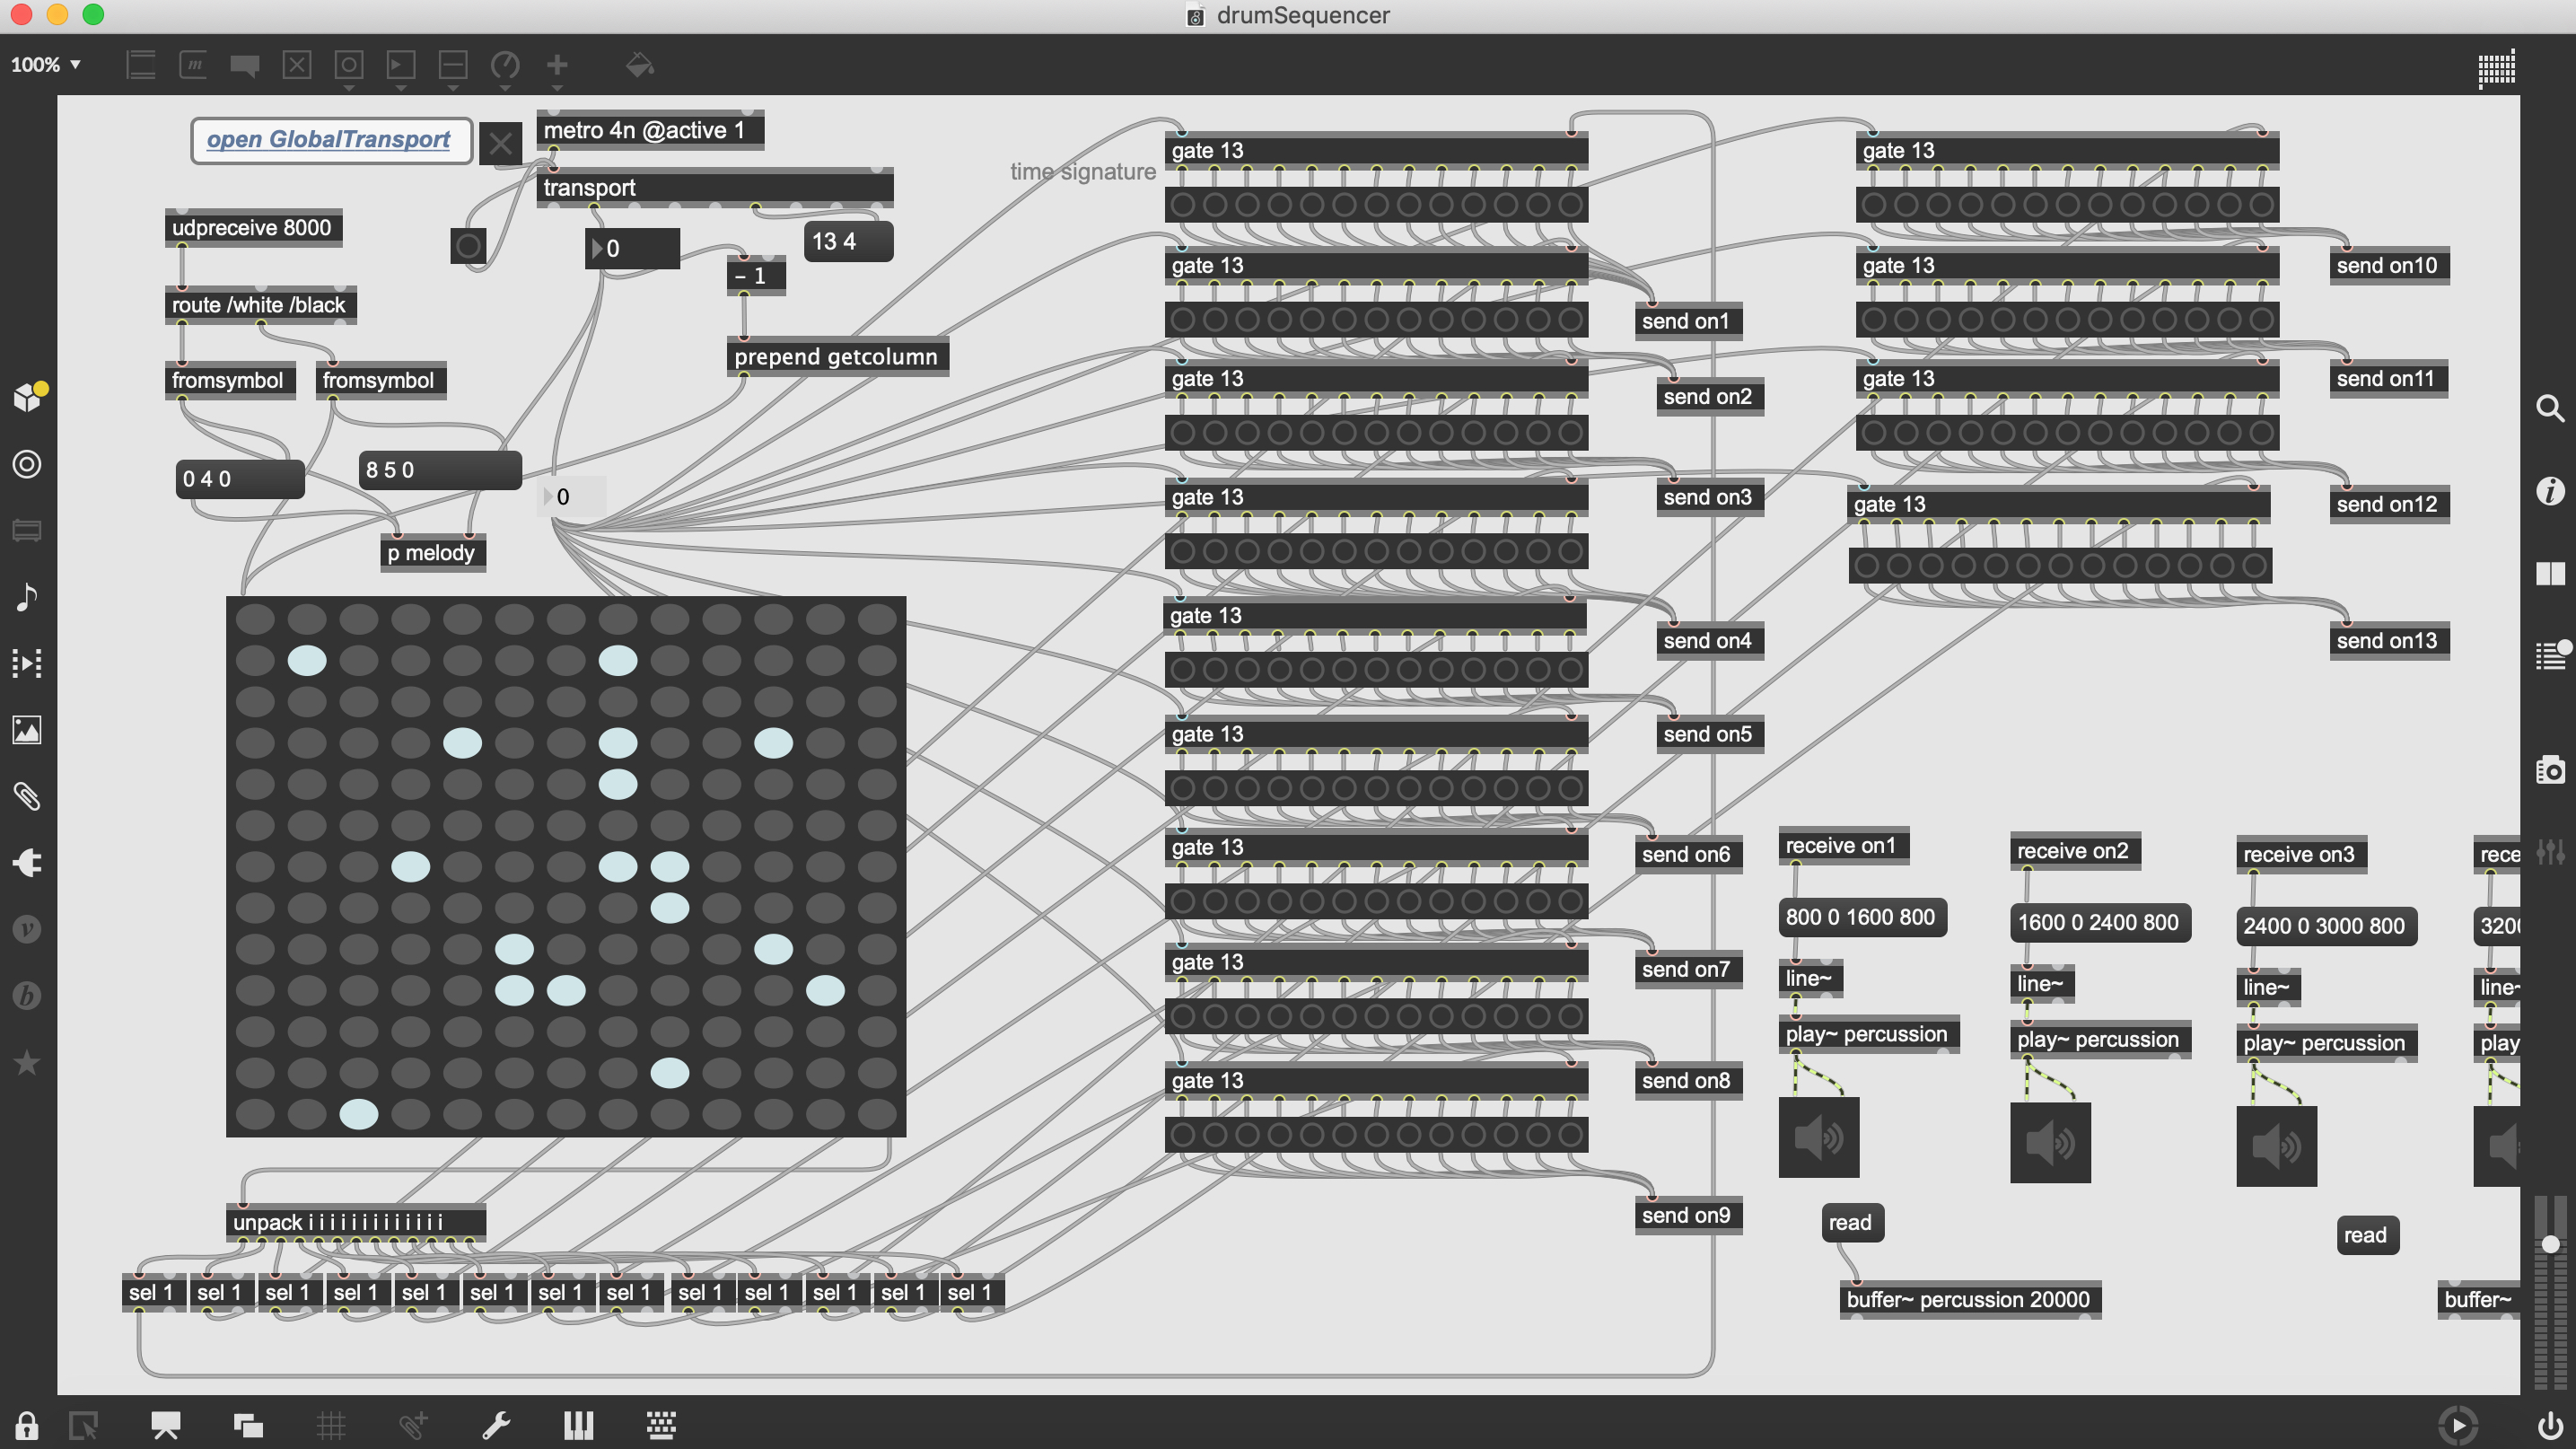 drumSequencer
100%
open GlobalTransport
metro 4n @active 1
transport
time signature
udpreceive 8000
0
13 4
- 1
route /white /black
prepend getcolumn
fromsymbol
fromsymbol
0 4 0
8 5 0
0
p melody
unpack i i i i i i i i i i i i i
sel 1
sel 1
sel 1
sel 1
sel 1
sel 1
sel 1
sel 1
sel 1
sel 1
sel 1
sel 1
sel 1
gate 13
gate 13
send on1
gate 13
send on2
gate 13
send on3
gate 13
send on4
gate 13
send on5
gate 13
send on6
gate 13
send on7
gate 13
send on8
send on9
gate 13
gate 13
send on10
gate 13
send on11
gate 13
send on12
send on13
receive on1
800 0 1600 800
line~
play~ percussion
receive on2
1600 0 2400 800
line~
play~ percussion
receive on3
2400 0 3000 800
line~
play~ percussion
rece
320
line~
play
read
buffer~ percussion 20000
read
buffer~